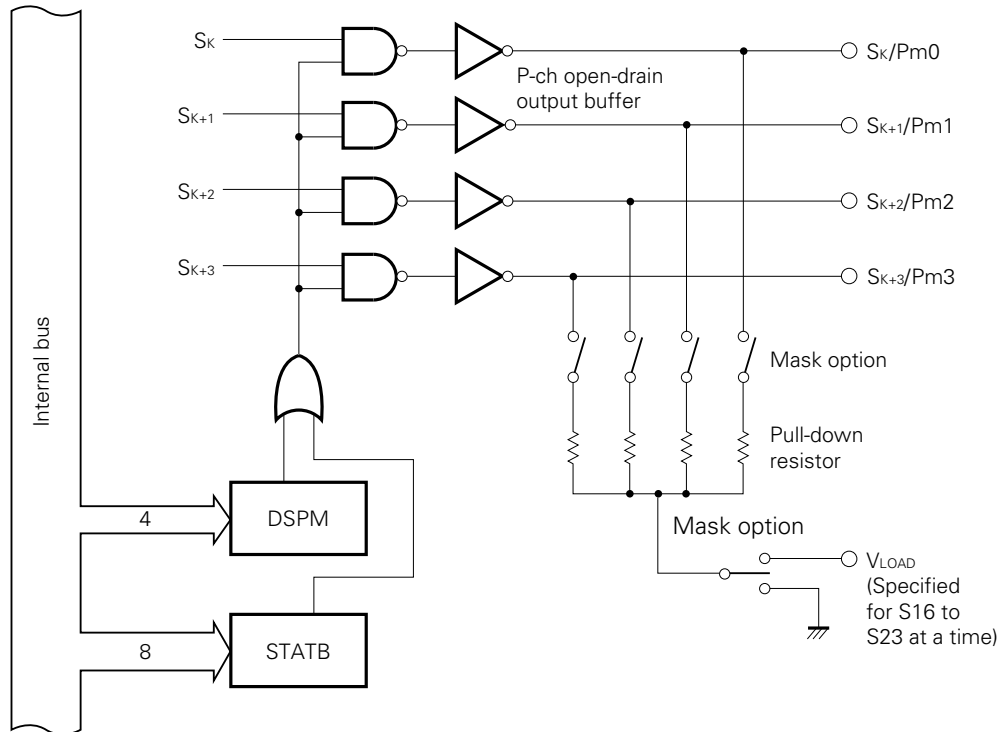 SK
SK/Pm0
P-ch open-drain
output buffer
SK+1
SK+1/Pm1
SK+2
SK+2/Pm2
SK+3
SK+3/Pm3
Internal bus
Mask option
Pull-down
resistor
4
DSPM
Mask option
VLOAD
(Specified
for S16 to
S23 at a time)
8
STATB